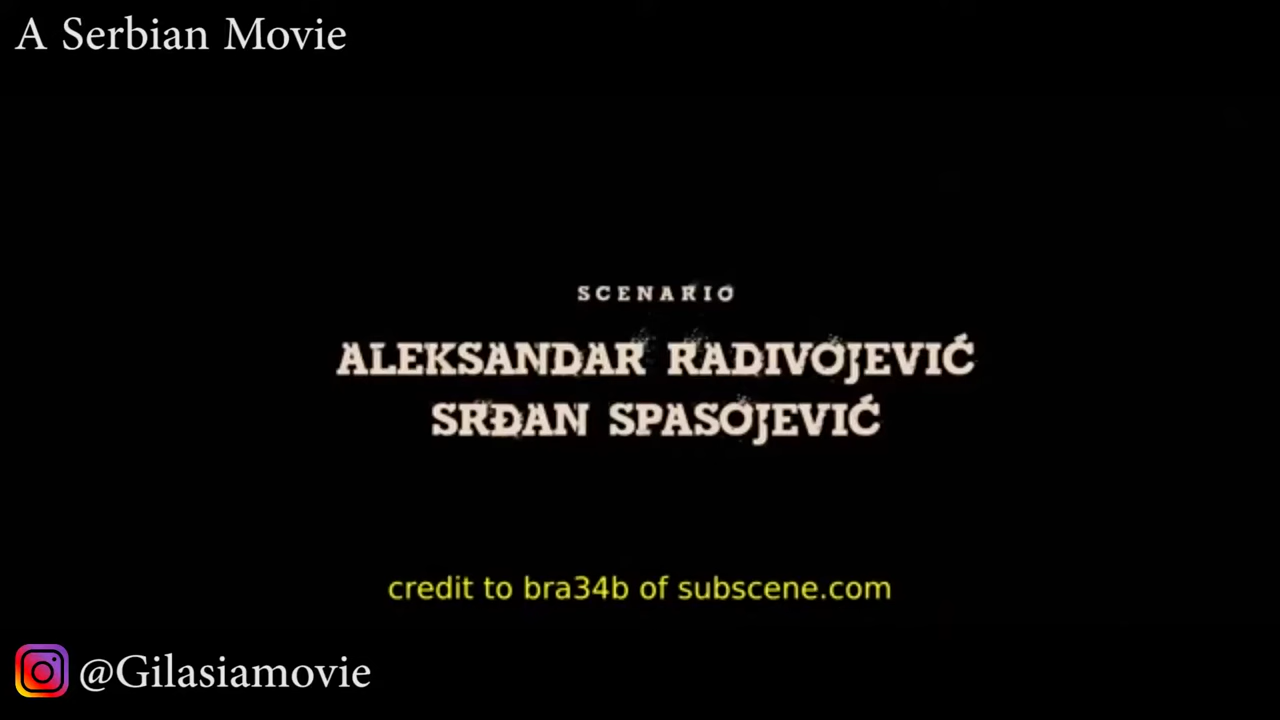 A Serbian Movie
SCENARIO
ALEKSANDAR RADIVOJEVIĆ
SRĐAN SPASOJEVIĆ
credit to bra34b of subscene.com
@Gilasiamovie